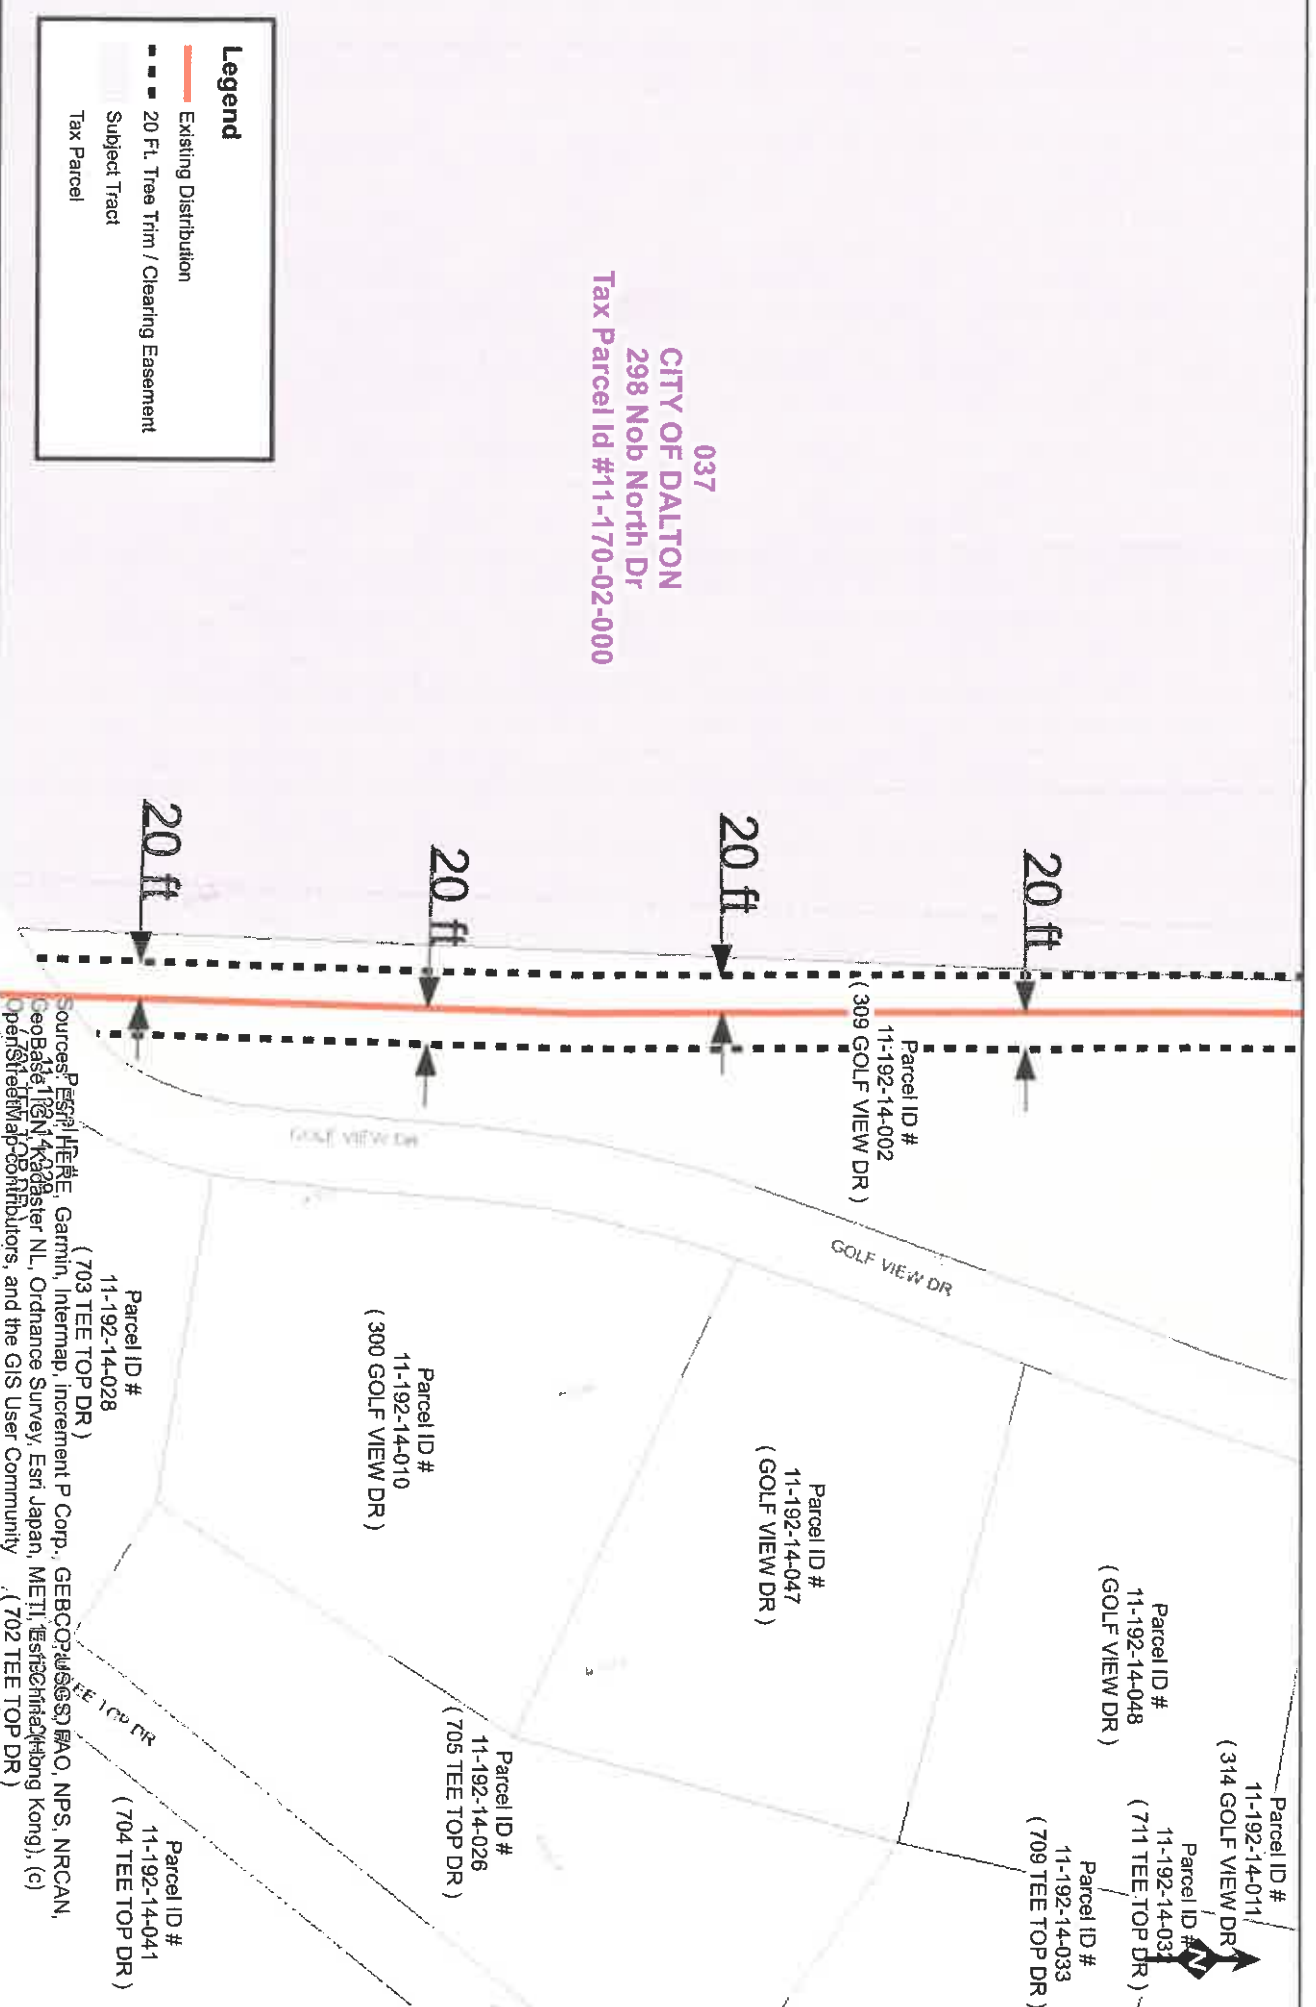 Legend
Existing Distribution
20 Ft. Tree Trim / Clearing Easement
Subject Tract
Tax Parcel
037
CITY OF DALTON
298 Nob North Dr
Tax Parcel Id #11-170-02-000
20 ft
20 ft
20 ft
20 ft
Parcel ID #
11-192-14-002
( 309 GOLF VIEW DR )
GOLF VIEW DR
GOLF VIEW DR
Parcel ID #
11-192-14-011
( 314 GOLF VIEW DR
Parcel ID #
11-192-14-032
( 711 TEE TOP DR )
N
Parcel ID #
11-192-14-048
( GOLF VIEW DR )
Parcel ID #
11-192-14-033
( 709 TEE TOP DR )
Parcel ID #
11-192-14-047
( GOLF VIEW DR )
Parcel ID #
11-192-14-010
( 300 GOLF VIEW DR )
Parcel ID #
11-192-14-026
( 705 TEE TOP DR )
Parcel ID #
11-192-14-028
( 703 TEE TOP DR )
TEE TOP DR
Parcel ID #
11-192-14-041
( 704 TEE TOP DR )
( 702 TEE TOP DR )
Sources: Esri, HERE, Garmin, Intermap, increment P Corp., GEBCO, USGS, FAO, NPS, NRCAN,
GeoBase, IGN, Kadaster NL, Ordnance Survey, Esri Japan, METI, Esri China (Hong Kong), (c)
OpenStreetMap contributors, and the GIS User Community